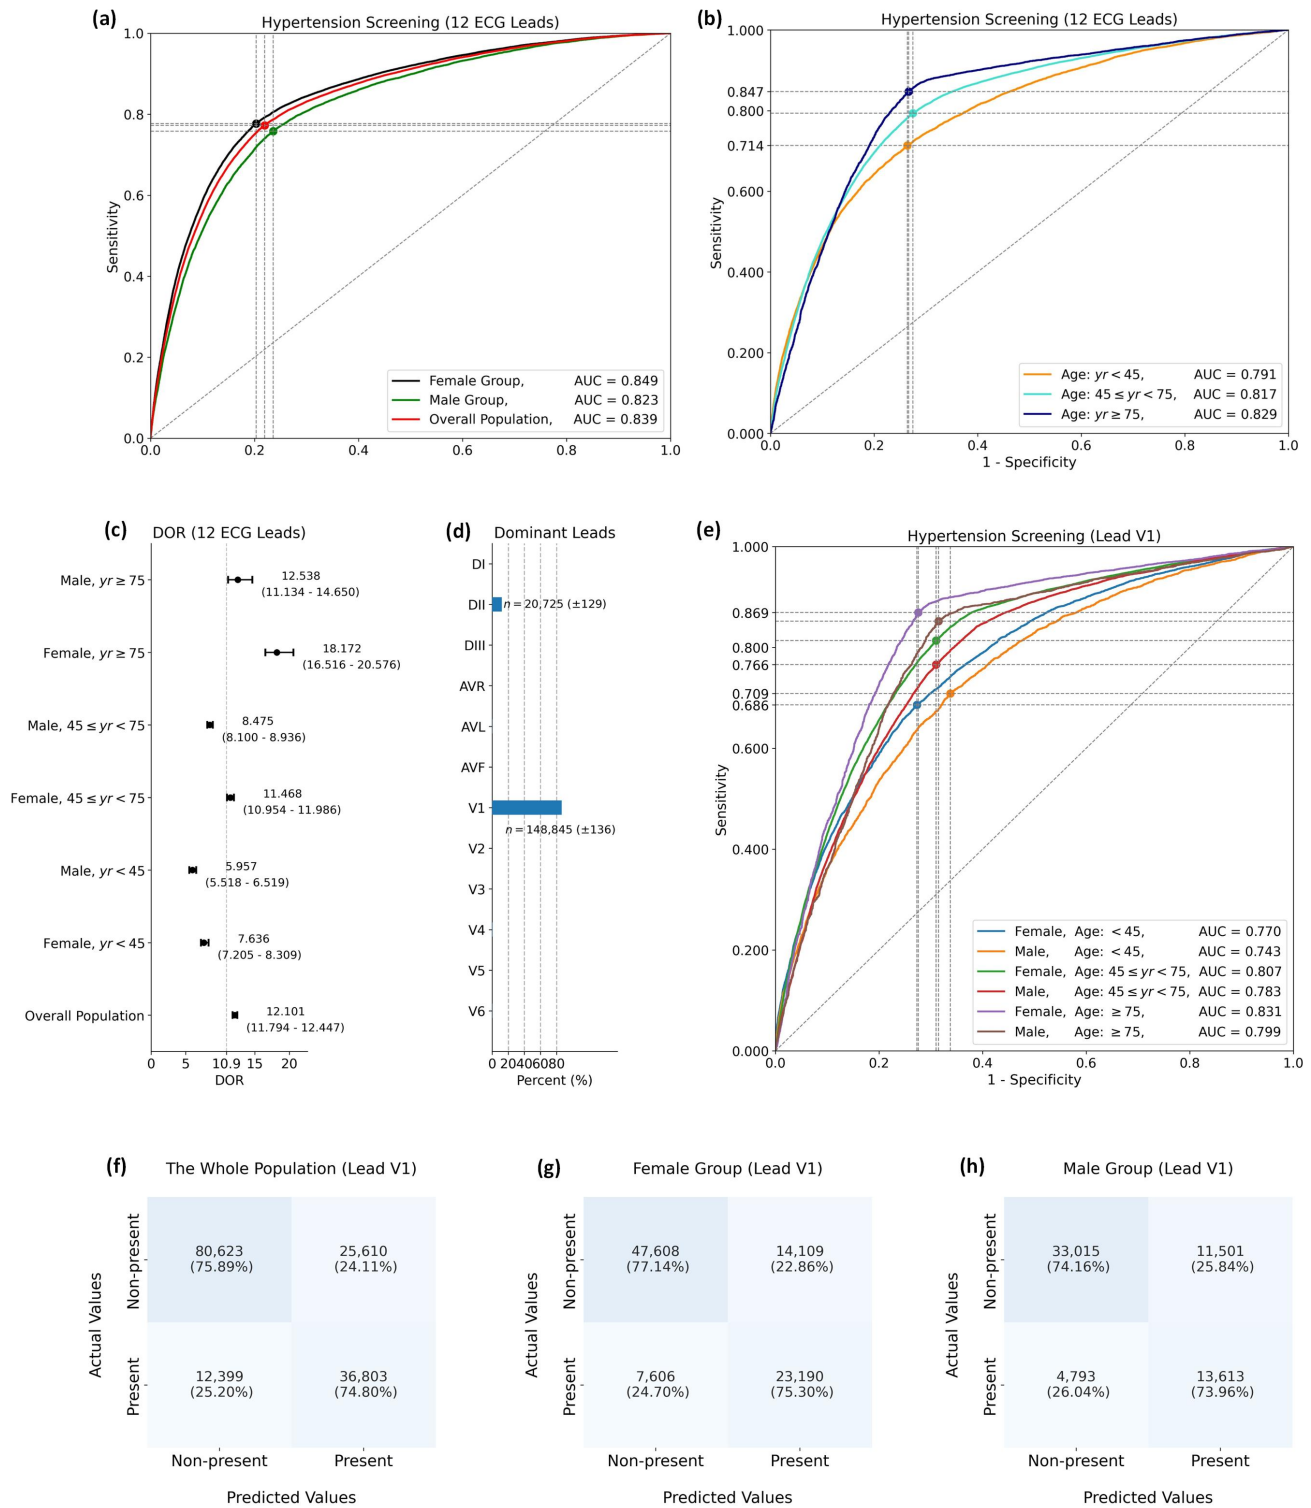 (a)
Hypertension Screening (12 ECG Leads)
1.0
0.8
0.6
0.4
0.2
0.0
Sensitivity
Female Group, AUC = 0.849
Male Group, AUC = 0.823
Overall Population, AUC = 0.839
0.0 0.2 0.4 0.6 0.8 1.0
(b)
Hypertension Screening (12 ECG Leads)
1.000
0.847
0.800
0.714
0.600
0.400
0.200
0.000
Sensitivity
Age: yr < 45, AUC = 0.791
Age: 45 ≤ yr < 75, AUC = 0.817
Age: yr ≥ 75, AUC = 0.829
0.0 0.2 0.4 0.6 0.8 1.0
1 - Specificity
(c)
DOR (12 ECG Leads)
Male, yr ≥ 75
12.538
(11.134 - 14.650)
Female, yr ≥ 75
18.172
(16.516 - 20.576)
Male, 45 ≤ yr < 75
8.475
(8.100 - 8.936)
Female, 45 ≤ yr < 75
11.468
(10.954 - 11.986)
Male, yr < 45
5.957
(5.518 - 6.519)
Female, yr < 45
7.636
(7.205 - 8.309)
Overall Population
12.101
(11.794 - 12.447)
0 5 10.9 15 20
DOR
(d)
Dominant Leads
DI
DII
n = 20,725 (±129)
DIII
AVR
AVL
AVF
V1
n = 148,845 (±136)
V2
V3
V4
V5
V6
0 20 40 60 80
Percent (%)
(e)
Hypertension Screening (Lead V1)
1.000
0.869
0.800
0.766
0.709
0.686
0.600
0.400
0.200
0.000
Sensitivity
Female, Age: < 45, AUC = 0.770
Male, Age: < 45, AUC = 0.743
Female, Age: 45 ≤ yr < 75, AUC = 0.807
Male, Age: 45 ≤ yr < 75, AUC = 0.783
Female, Age: ≥ 75, AUC = 0.831
Male, Age: ≥ 75, AUC = 0.799
0.0 0.2 0.4 0.6 0.8 1.0
1 - Specificity
(f)
The Whole Population (Lead V1)
Actual Values
Non-present
80,623 25,610
(75.89%) (24.11%)
Present
12,399 36,803
(25.20%) (74.80%)
Non-present Present
Predicted Values
(g)
Female Group (Lead V1)
Actual Values
Non-present
47,608 14,109
(77.14%) (22.86%)
Present
7,606 23,190
(24.70%) (75.30%)
Non-present Present
Predicted Values
(h)
Male Group (Lead V1)
Actual Values
Non-present
33,015 11,501
(74.16%) (25.84%)
Present
4,793 13,613
(26.04%) (73.96%)
Non-present Present
Predicted Values